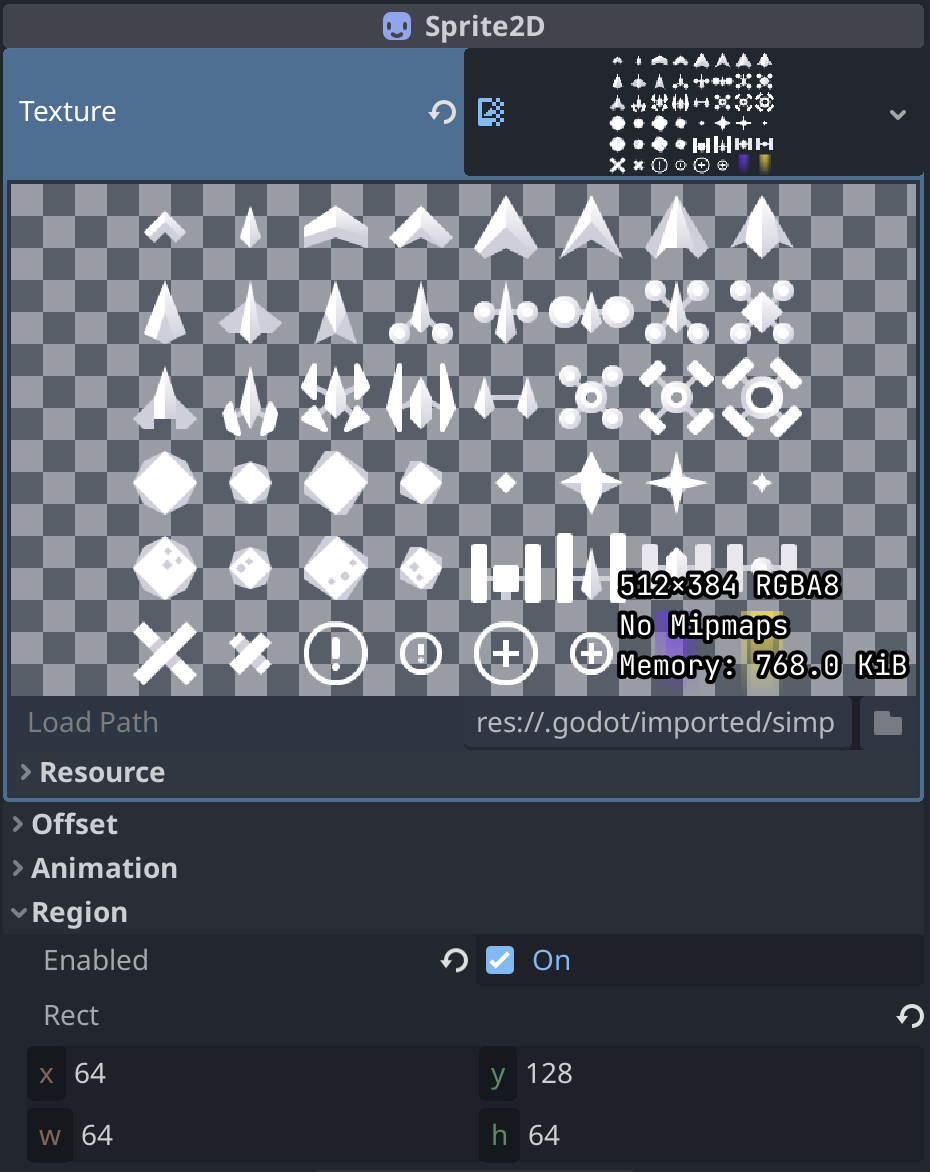 Sprite2D
Texture
512×384 RGBA8
No Mipmaps
Memory: 768.0 KiB
Load Path
res://.godot/imported/simp
Resource
Offset
Animation
Region
Enabled
On
Rect
x 64
y 128
w 64
h 64